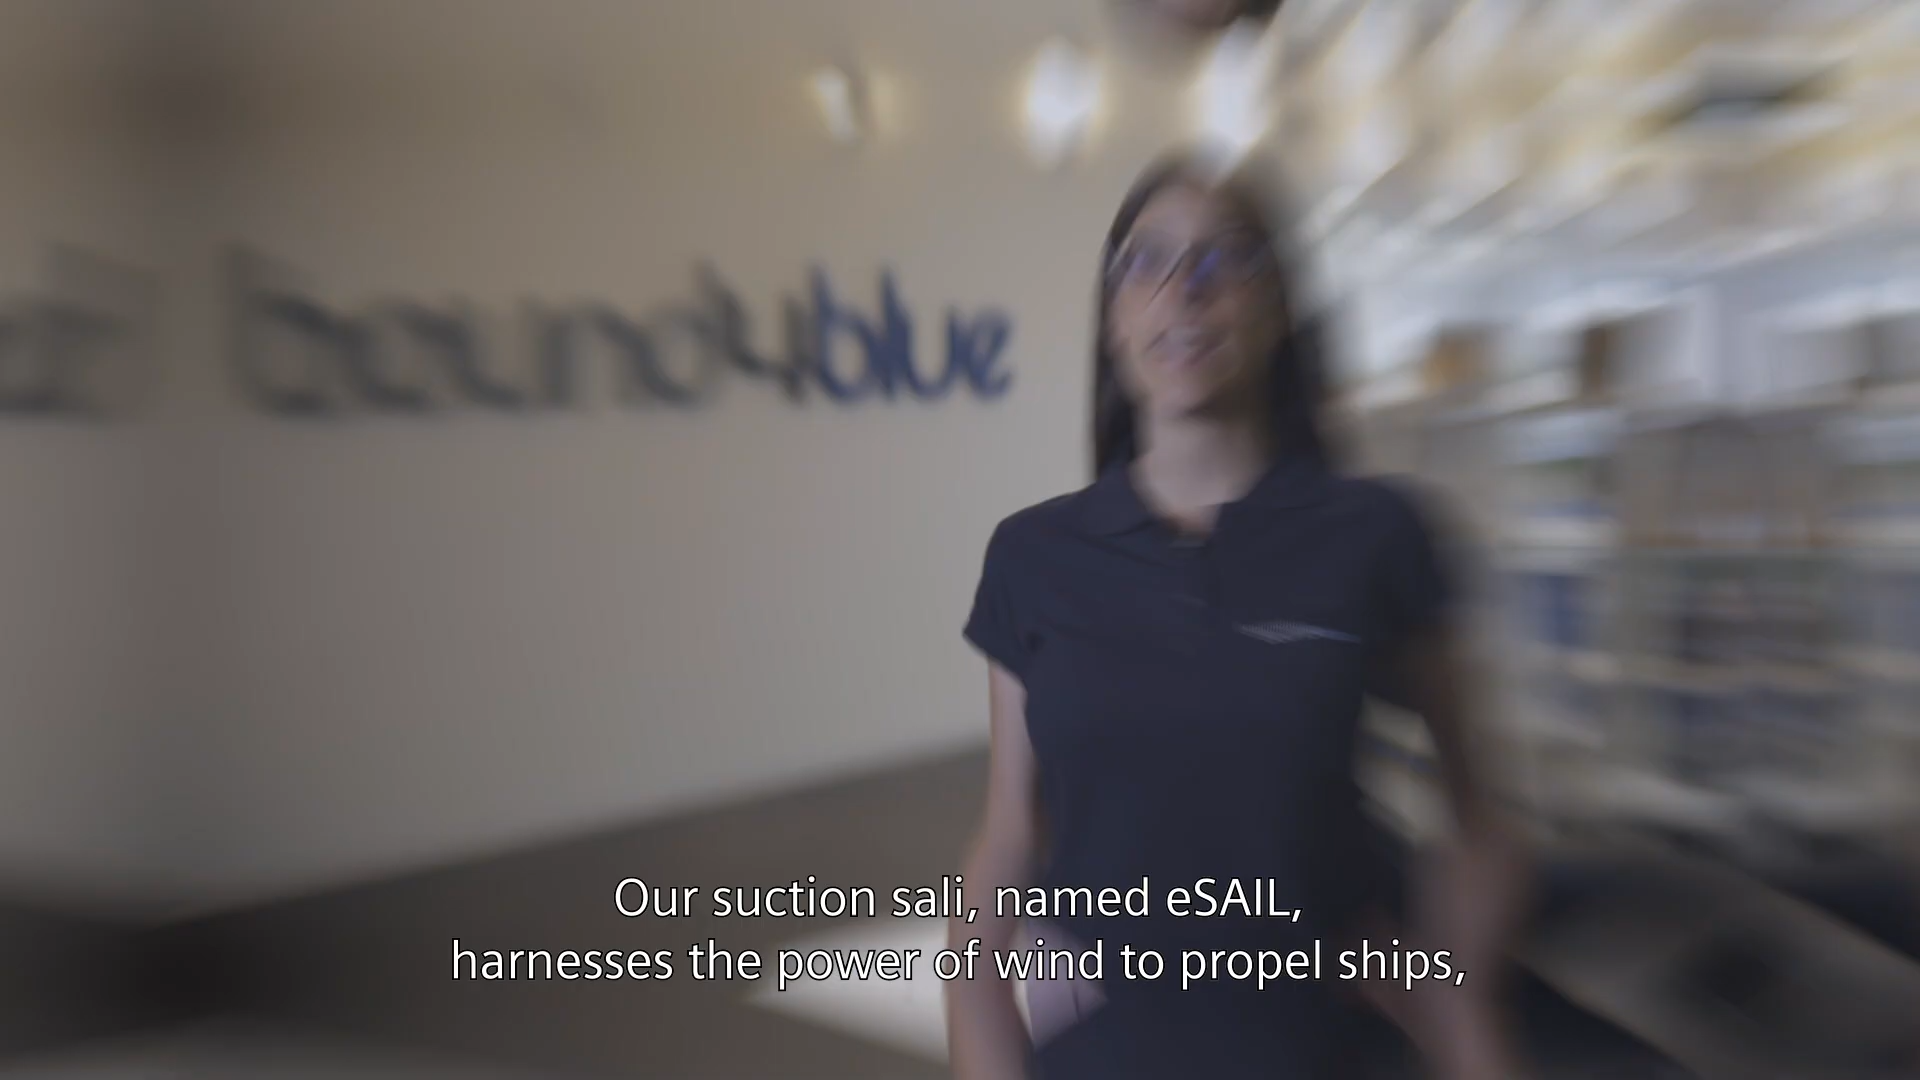 bound4blue
Our suction sali, named eSAIL,
harnesses the power of wind to propel ships,